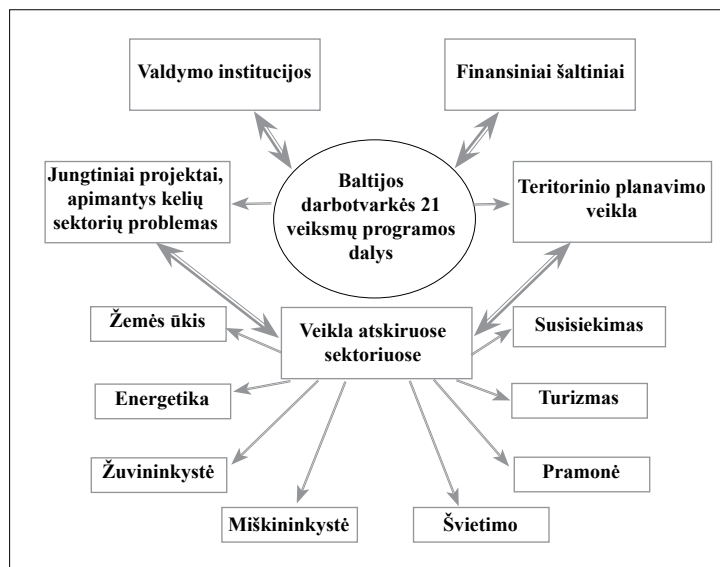 Valdymo institucijos
Finansiniai šaltiniai
Jungtiniai projektai,
apimantys kelių
sektorių problemas
Baltijos
darbotvarkės 21
veiksmų programos
dalys
Teritorinio planavimo
veikla
Žemės ūkis
Veikla atskiruose
sektoriuose
Susisiekimas
Energetika
Turizmas
Žuvininkystė
Pramonė
Miškininkystė
Švietimo